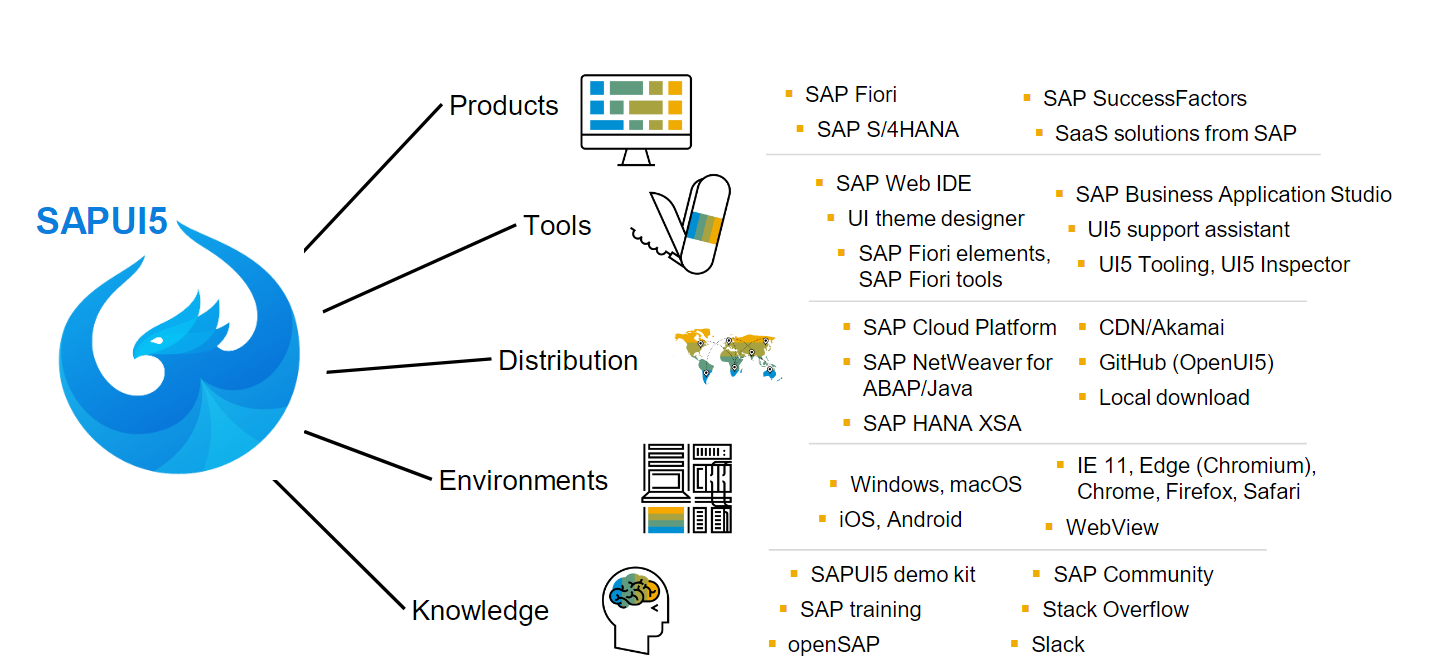 SAPUI5
Products
SAP Fiori
SAP S/4HANA
SAP SuccessFactors
SaaS solutions from SAP
Tools
SAP Web IDE
UI theme designer
SAP Fiori elements,
SAP Fiori tools
SAP Business Application Studio
UI5 support assistant
UI5 Tooling, UI5 Inspector
Distribution
SAP Cloud Platform
SAP NetWeaver for
ABAP/Java
SAP HANA XSA
CDN/Akamai
GitHub (OpenUI5)
Local download
Environments
Windows, macOS
iOS, Android
IE 11, Edge (Chromium),
Chrome, Firefox, Safari
WebView
Knowledge
SAPUI5 demo kit
SAP training
openSAP
SAP Community
Stack Overflow
Slack